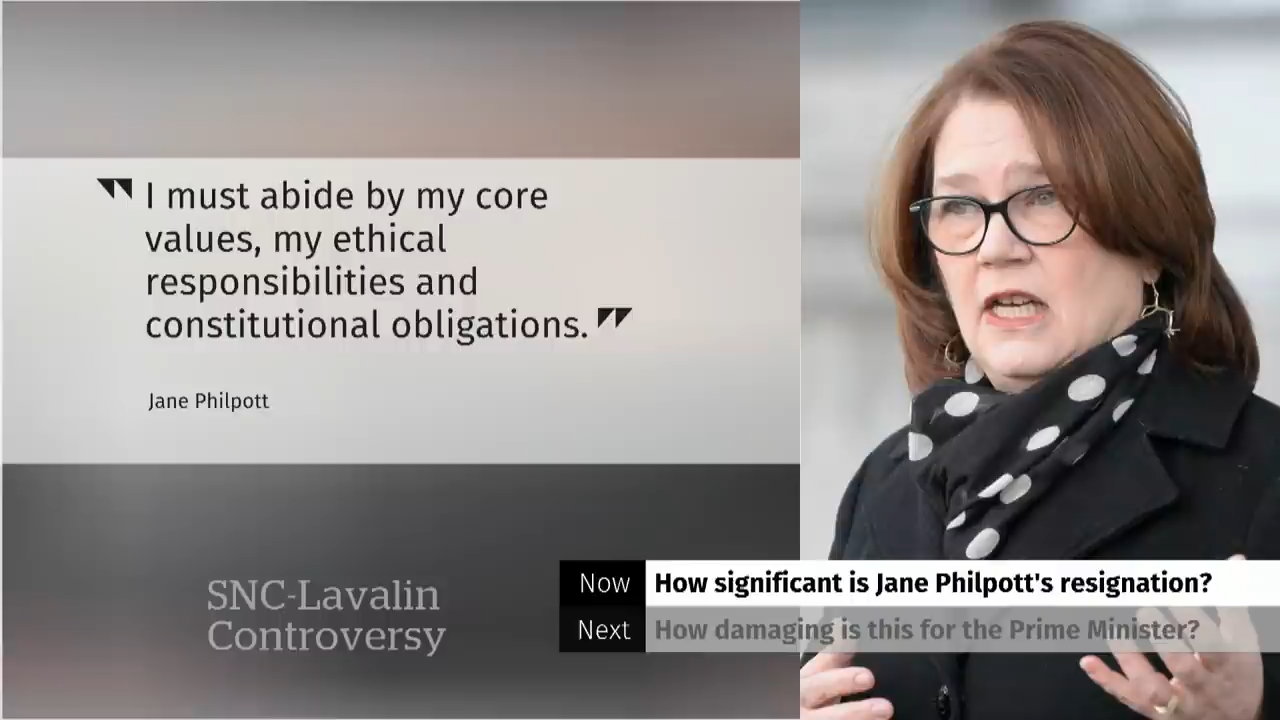 ❞ I must abide by my core
values, my ethical
responsibilities and
constitutional obligations. ❞
Jane Philpott
SNC-Lavalin
Controversy
Now How significant is Jane Philpott's resignation?
Next How damaging is this for the Prime Minister?